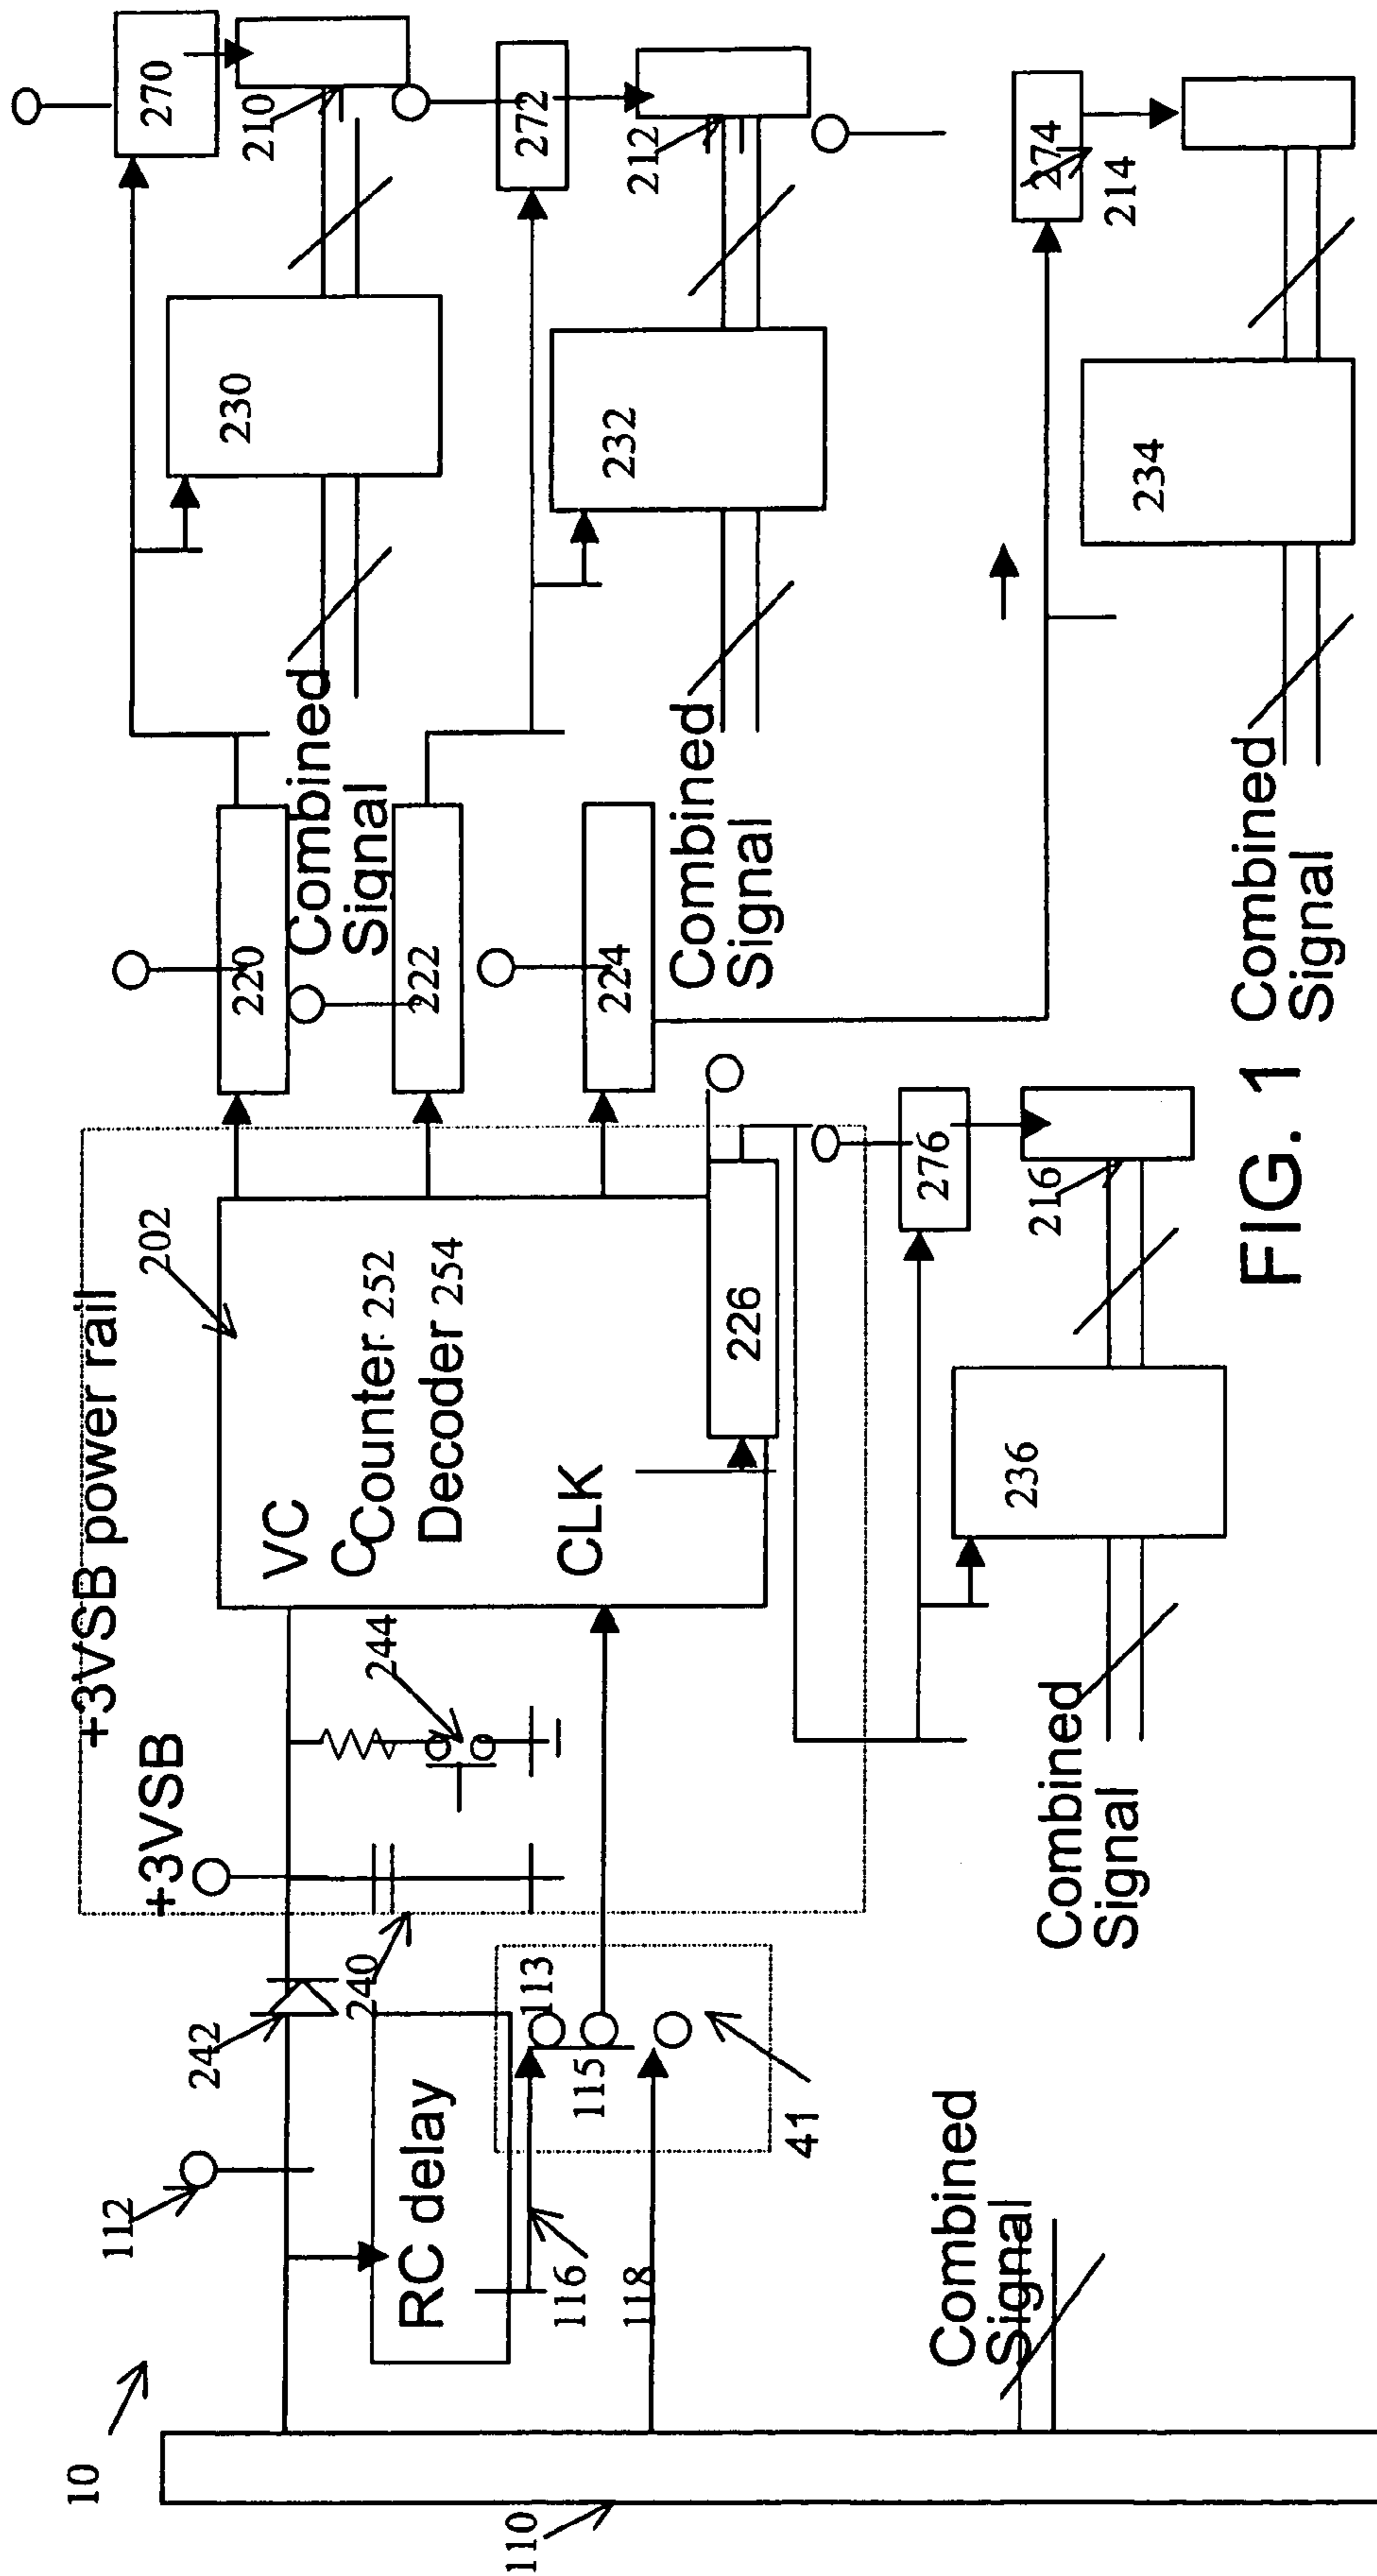 10
110
112
242
RC delay
116
118
240
113
115
41
Combined
Signal
+3VSB
+3VSB power rail
244
202
VC
C
Counter 252
Decoder 254
CLK
226
220
222
224
Combined
Signal
Combined
Signal
Combined
Signal
Combined
Signal
230
232
234
236
270
272
274
276
210
212
214
216
FIG. 1